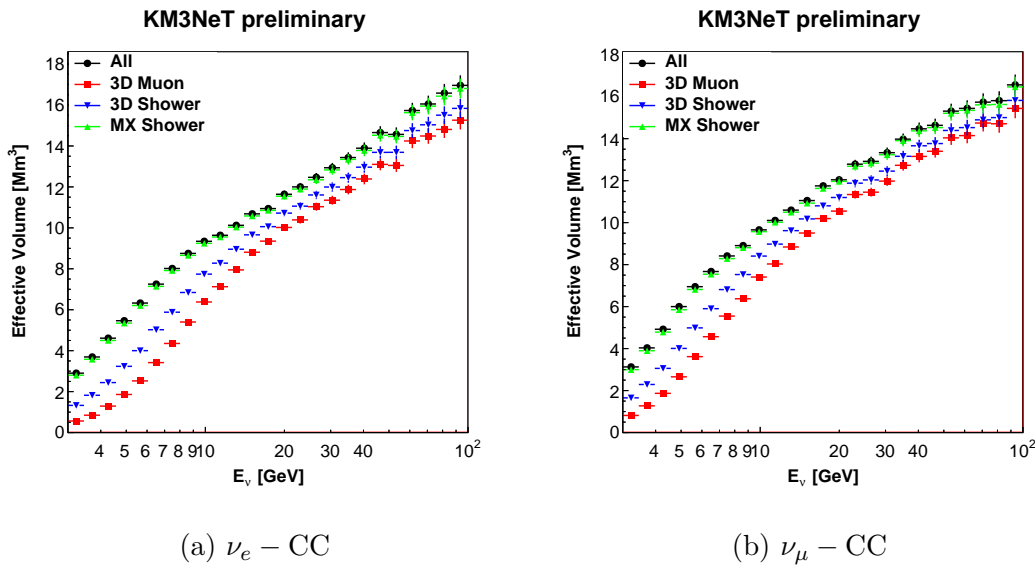 KM3NeT preliminary
Effective Volume [Mm³]
18
16
14
12
10
8
6
4
2
0
All
3D Muon
3D Shower
MX Shower
4 5 6 7 8 9 10 20 30 40 10²
E_ν [GeV]
(a) ν_e − CC
KM3NeT preliminary
Effective Volume [Mm³]
18
16
14
12
10
8
6
4
2
0
All
3D Muon
3D Shower
MX Shower
4 5 6 7 8 9 10 20 30 40 10²
E_ν [GeV]
(b) ν_μ − CC